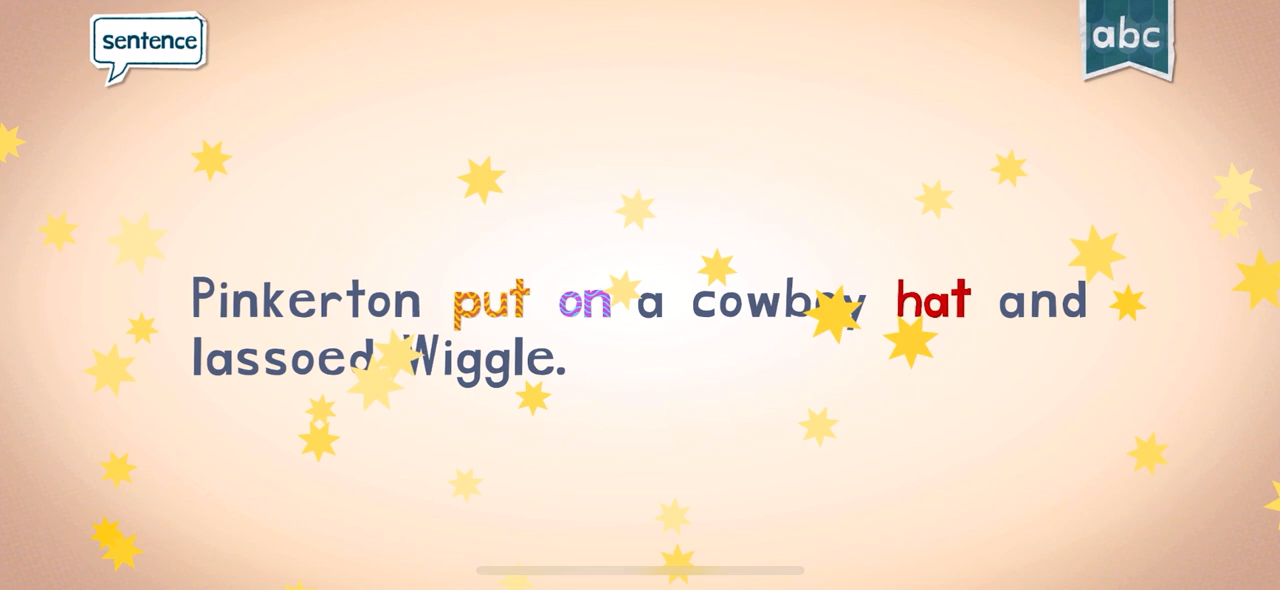 sentence
abc
Pinkerton put on a cowboy hat and
lassoed Wiggle.